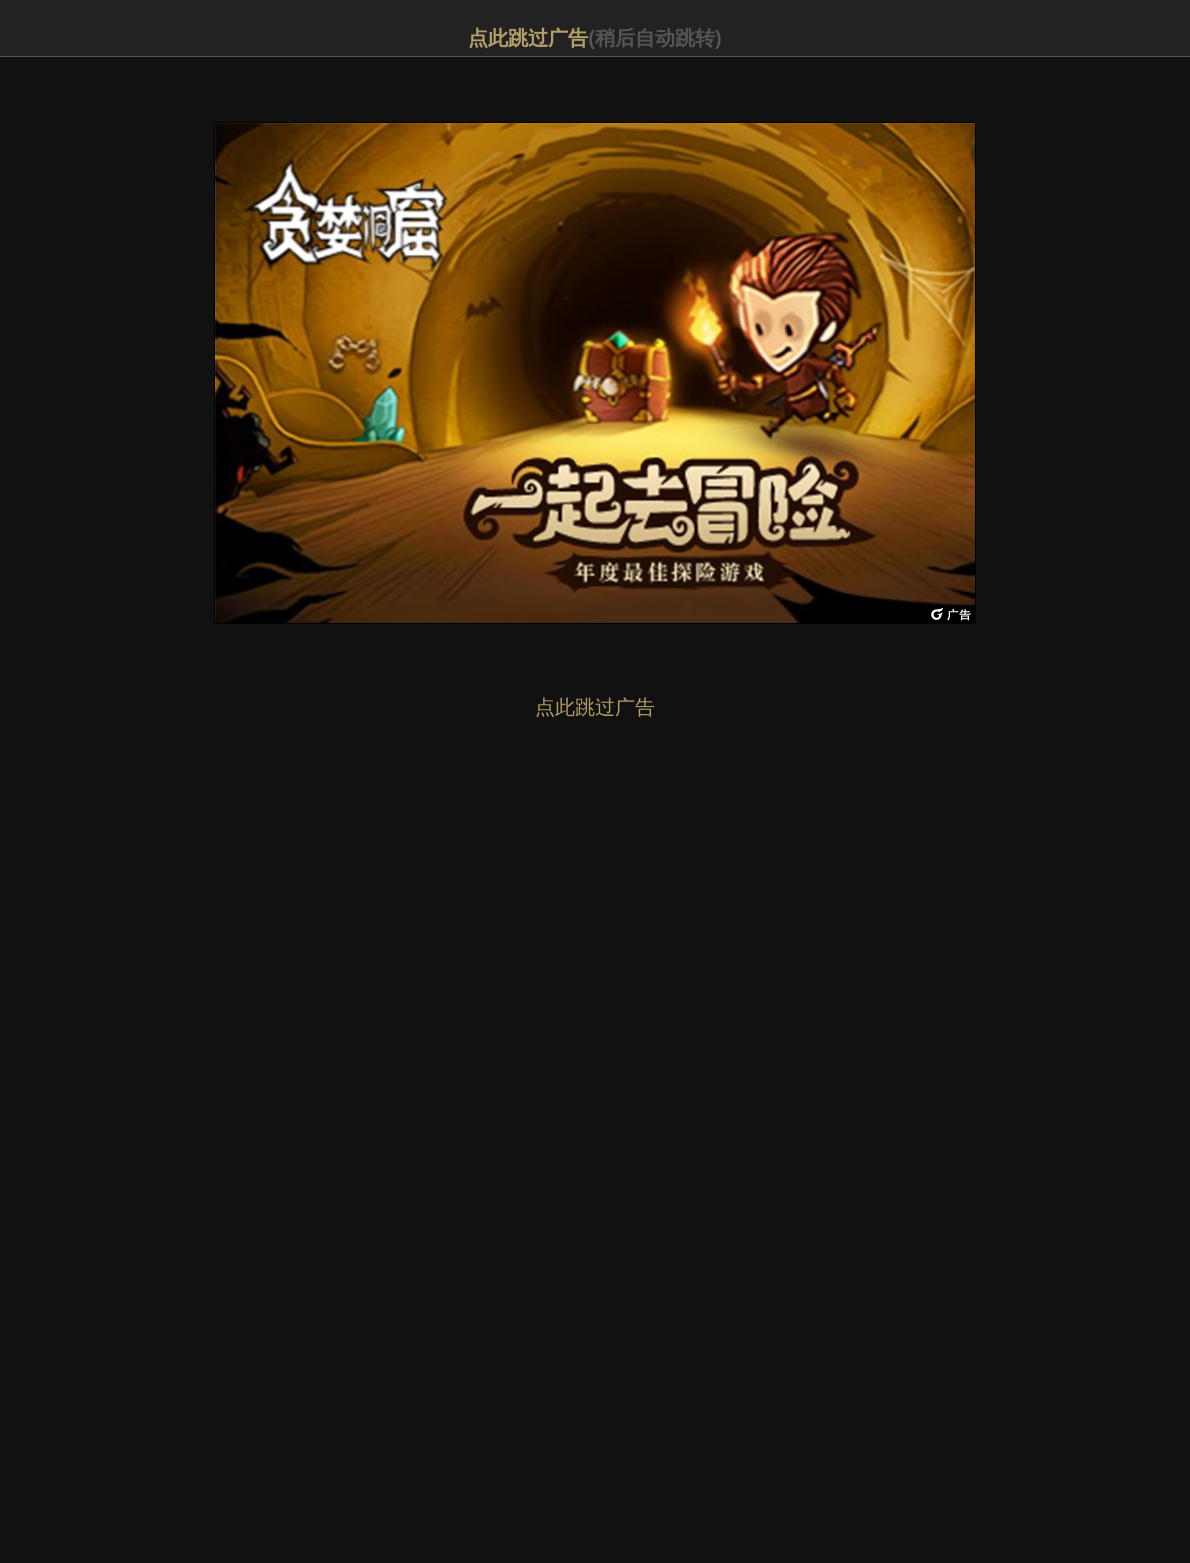 点此跳过广告(稍后自动跳转)
贪婪洞窟
一起去冒险
年度最佳探险游戏
广告
点此跳过广告